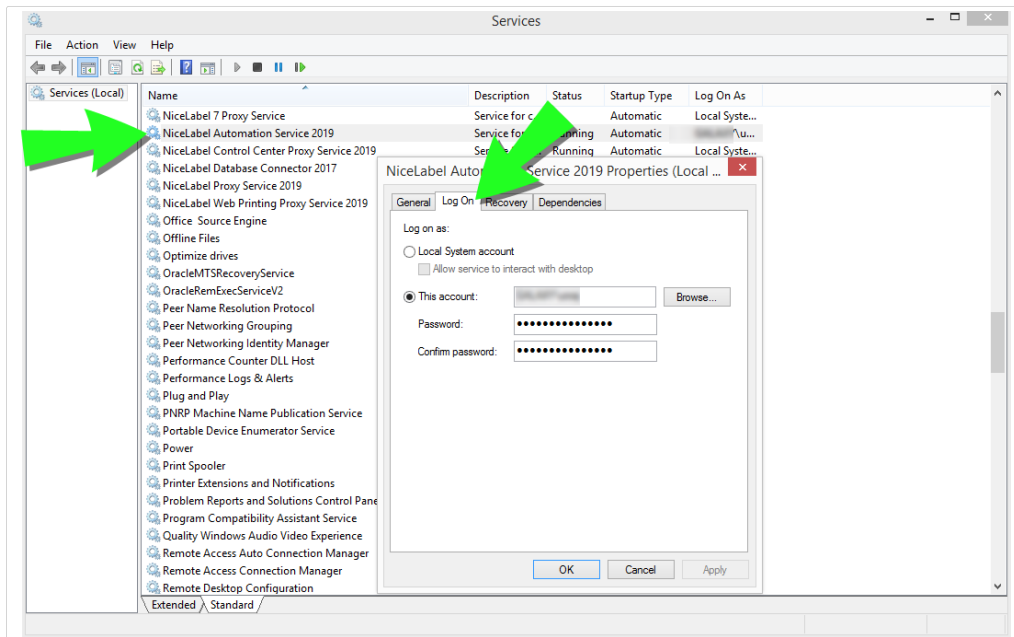 Services
File Action View Help
Services (Local)
Name Description Status Startup Type Log On As
NiceLabel 7 Proxy Service Service for c... Automatic Local Syste...
NiceLabel Automation Service 2019 Service for Running Automatic \u...
NiceLabel Control Center Proxy Service 2019 Running Automatic Local Syste...
NiceLabel Database Connector 2017
NiceLabel Proxy Service 2019
NiceLabel Web Printing Proxy Service 2019
Office Source Engine
Offline Files
Optimize drives
OracleMTSRecoveryService
OracleRemExecServiceV2
Peer Name Resolution Protocol
Peer Networking Grouping
Peer Networking Identity Manager
Performance Counter DLL Host
Performance Logs & Alerts
Plug and Play
PNRP Machine Name Publication Service
Portable Device Enumerator Service
Power
Print Spooler
Printer Extensions and Notifications
Problem Reports and Solutions Control Pane
Program Compatibility Assistant Service
Quality Windows Audio Video Experience
Remote Access Auto Connection Manager
Remote Access Connection Manager
Remote Desktop Configuration
Extended Standard
NiceLabel Service 2019 Properties (Local ...
General Log On Recovery Dependencies
Log on as:
Local System account
Allow service to interact with desktop
This account: Browse...
Password: •••••••••••••••
Confirm password: •••••••••••••••
OK Cancel Apply